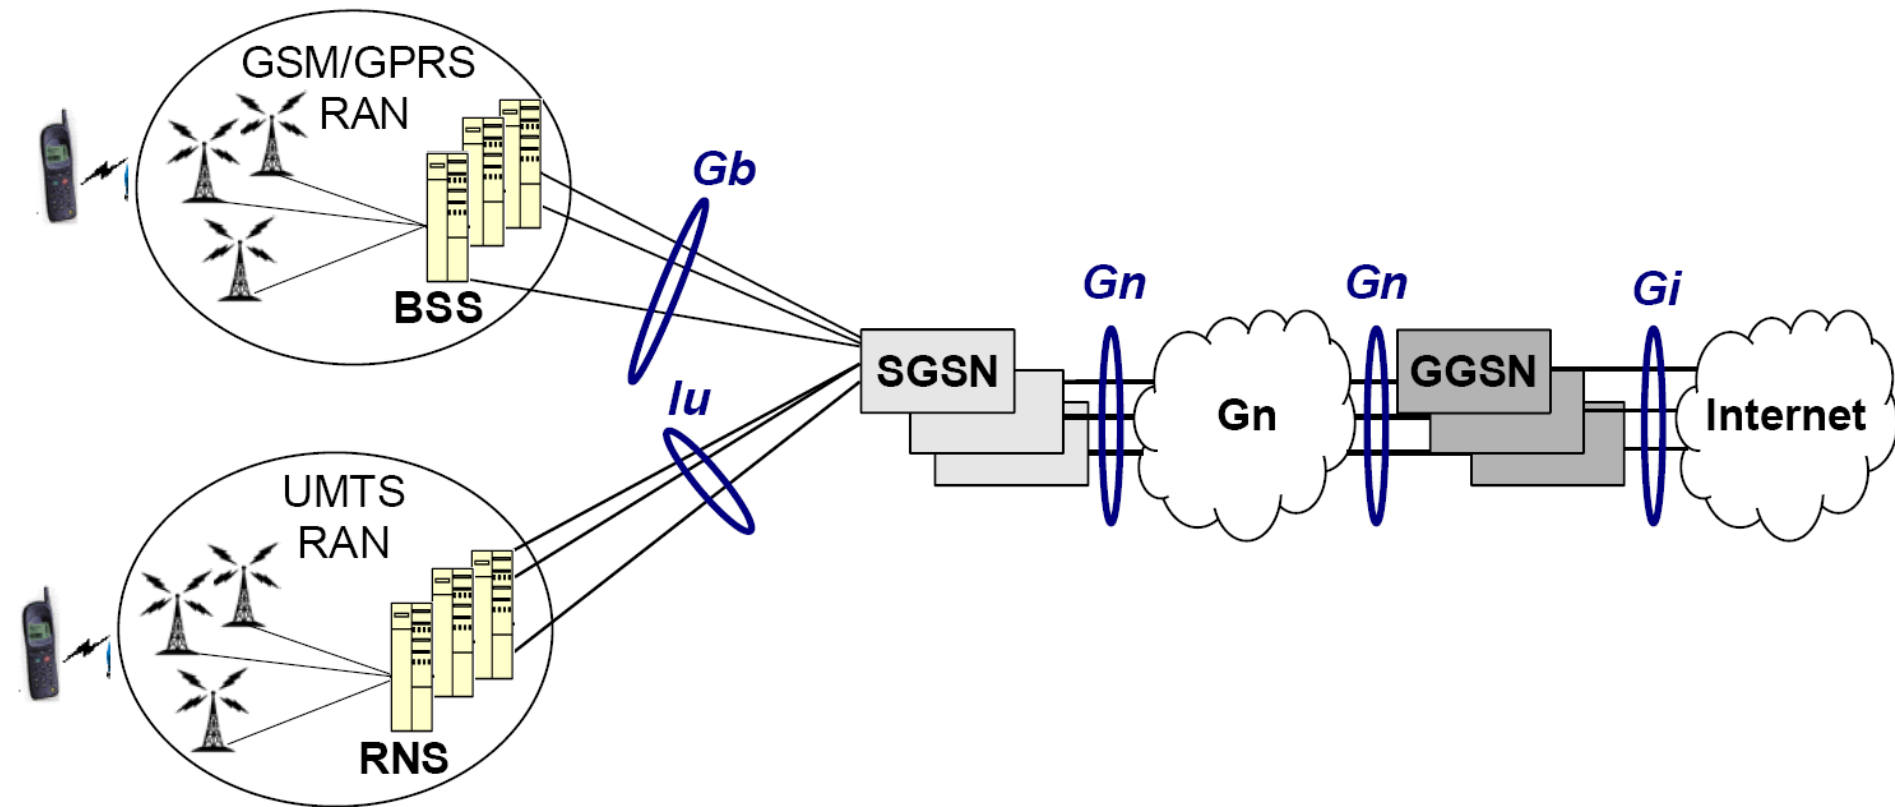 GSM/GPRS
RAN
BSS
Gb
Iu
UMTS
RAN
RNS
SGSN
Gn
Gn
Gn
GGSN
Gi
Internet